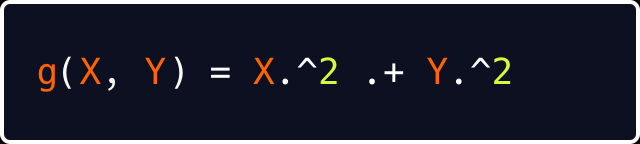 g(X, Y) = X.^2 .+ Y.^2